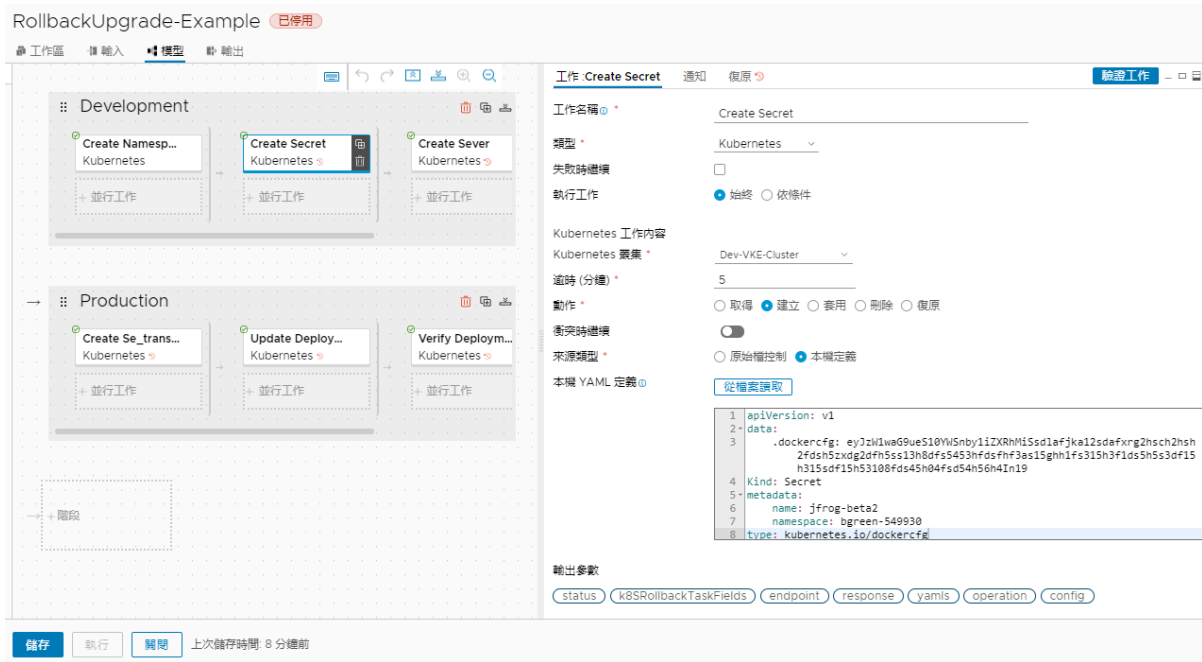 RollbackUpgrade-Example 已停用
工作區 輸入 模型 輸出
Development
Create Namesp...
Kubernetes
+ 並行工作
Create Secret
Kubernetes
+ 並行工作
Create Sever
Kubernetes
+ 並行工作
Production
Create Se_trans...
Kubernetes
+ 並行工作
Update Deploy...
Kubernetes
+ 並行工作
Verify Deploym...
Kubernetes
+ 並行工作
+ 階段
工作 :Create Secret 通知 復原 驗證工作
工作名稱 * Create Secret
類型 * Kubernetes
失敗時繼續
執行工作 始終 依條件
Kubernetes 工作內容
Kubernetes 叢集 * Dev-VKE-Cluster
逾時 (分鐘) * 5
動作 * 取得 建立 套用 刪除 復原
衝突時繼續
來源類型 * 原始檔控制 本機定義
本機 YAML 定義 從檔案讀取
1 apiVersion: v1
2 data:
3 .dockercfg: eyJzW1waG9ueS10YWSnby1iZXRhMiSsdlafjka12sdafxrg2hsch2hsh
2fdsh5zxdg2dfh5ss13h8dfs5453hfdsfhf3as15ghh1fs315h3f1ds5h5s3df15
h315sdf15h53108fds45h04fsd54h56h4In19
4 Kind: Secret
5 metadata:
6 name: jfrog-beta2
7 namespace: bgreen-549930
8 type: kubernetes.io/dockercfg
輸出參數
status k8SRollbackTaskFields endpoint response yamls operation config
儲存 執行 關閉 上次儲存時間: 8 分鐘前